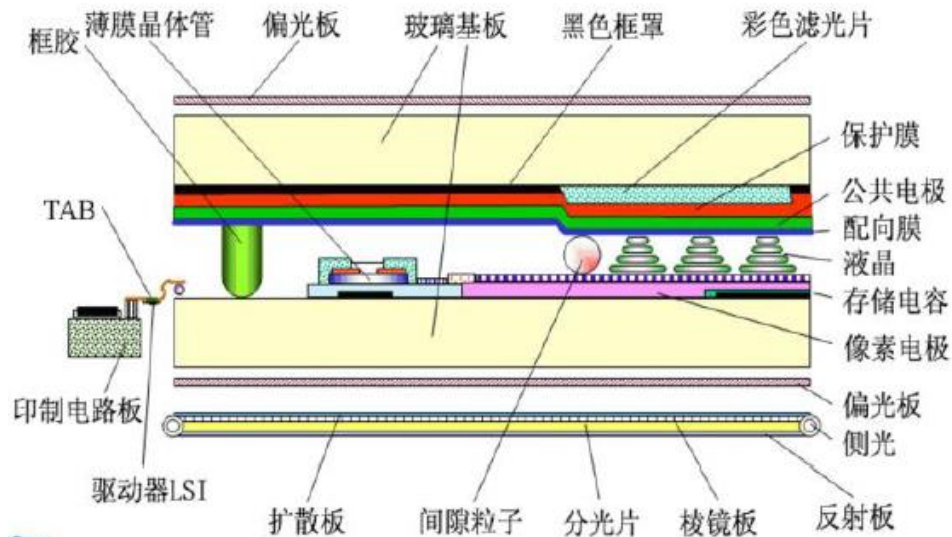 薄膜晶体管
偏光板
玻璃基板
黑色框罩
彩色滤光片
框胶
保护膜
公共电极
TAB
配向膜
液晶
存储电容
像素电极
印制电路板
偏光板
侧光
驱动器LSI
扩散板
间隙粒子
分光片
棱镜板
反射板